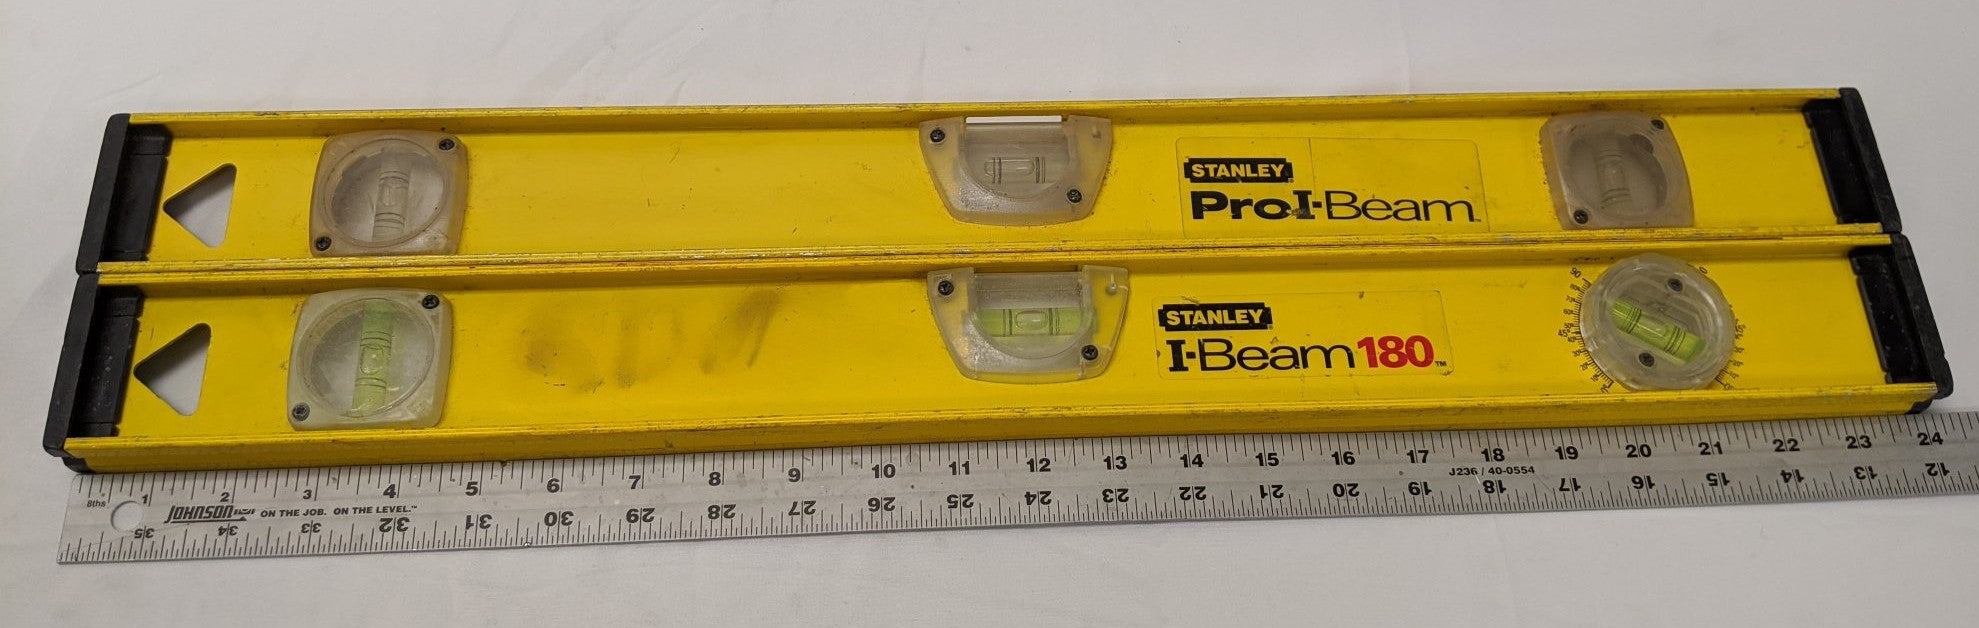 STANLEY
Pro I-Beam™
STANLEY
I-Beam 180™
8ths 1 2 3 4 5 6 7 8 9 10 11 12 13 14 15 16 17 18 19 20 21 22 23 24
JOHNSON ON THE JOB. ON THE LEVEL.™
J236 / 40-0554
35 34 33 32 31 30 29 28 27 26 25 24 23 22 21 20 19 18 17 16 15 14 13 12